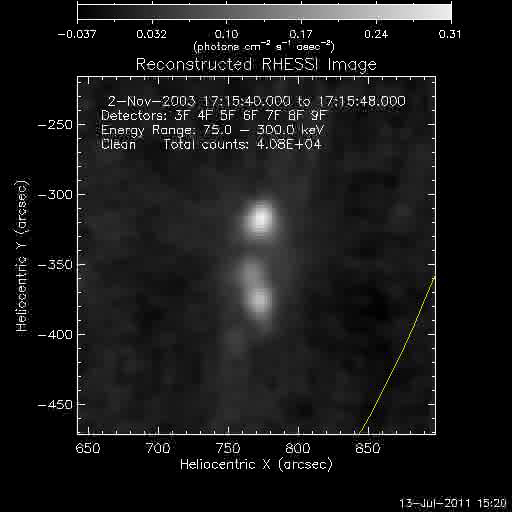 -0.037 0.032 0.10 0.17 0.24 0.31
(photons cm⁻² s⁻¹ asec⁻²)
Reconstructed RHESSI Image
2-Nov-2003 17:15:40.000 to 17:15:48.000
Detectors: 3F 4F 5F 6F 7F 8F 9F
Energy Range: 75.0 - 300.0 keV
Clean Total counts: 4.08E+04
-250
-300
-350
-400
-450
Heliocentric Y (arcsec)
650 700 750 800 850
Heliocentric X (arcsec)
13-Jul-2011 15:20